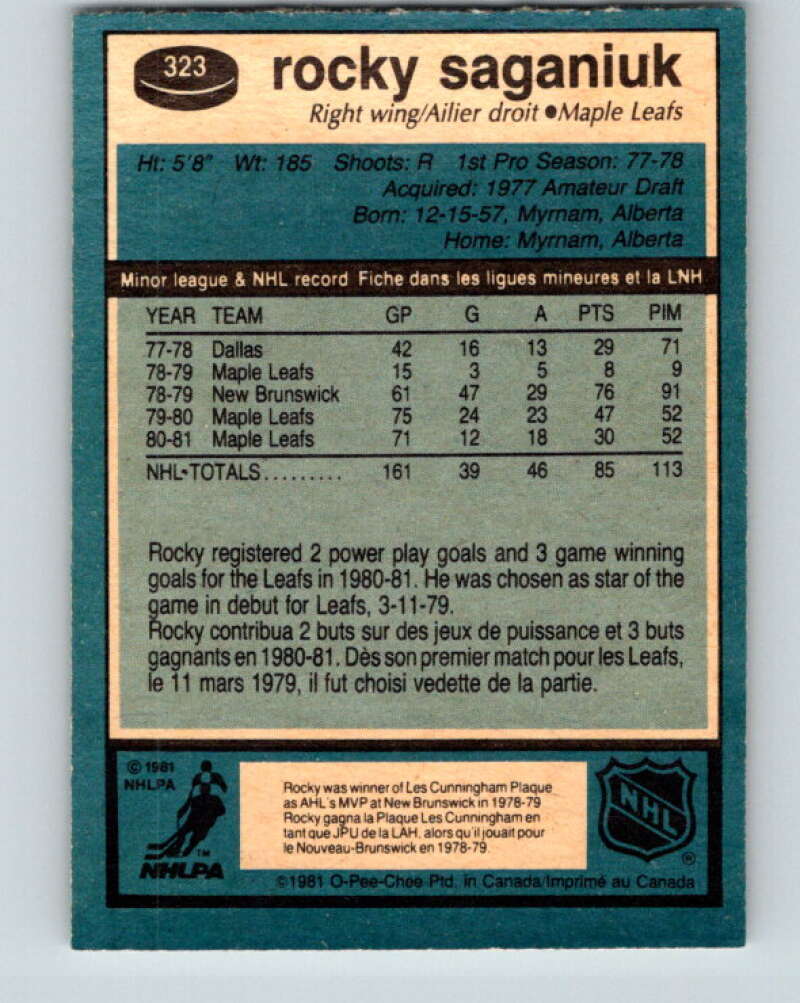 323 rocky saganiuk
Right wing/Ailier droit ● Maple Leafs
Ht: 5'8" Wt: 185 Shoots: R 1st Pro Season: 77-78
Acquired: 1977 Amateur Draft
Born: 12-15-57, Myrnam, Alberta
Home: Myrnam, Alberta
Minor league & NHL record Fiche dans les ligues mineures et la LNH
YEAR TEAM GP G A PTS PIM
77-78 Dallas 42 16 13 29 71
78-79 Maple Leafs 15 3 5 8 9
78-79 New Brunswick 61 47 29 76 91
79-80 Maple Leafs 75 24 23 47 52
80-81 Maple Leafs 71 12 18 30 52
NHL•TOTALS......... 161 39 46 85 113
Rocky registered 2 power play goals and 3 game winning
goals for the Leafs in 1980-81. He was chosen as star of the
game in debut for Leafs, 3-11-79.
Rocky contribua 2 buts sur des jeux de puissance et 3 buts
gagnants en 1980-81. Dès son premier match pour les Leafs,
le 11 mars 1979, il fut choisi vedette de la partie.
© 1981
NHLPA
TM
NHLPA
Rocky was winner of Les Cunningham Plaque
as AHL's MVP at New Brunswick in 1978-79
Rocky gagna la Plaque Les Cunningham en
tant que JPU de la LAH, alors qu'il jouait pour
le Nouveau-Brunswick en 1978-79.
NHL
®
©1981 O-Pee-Chee Ptd. in Canada/Imprimé au Canada